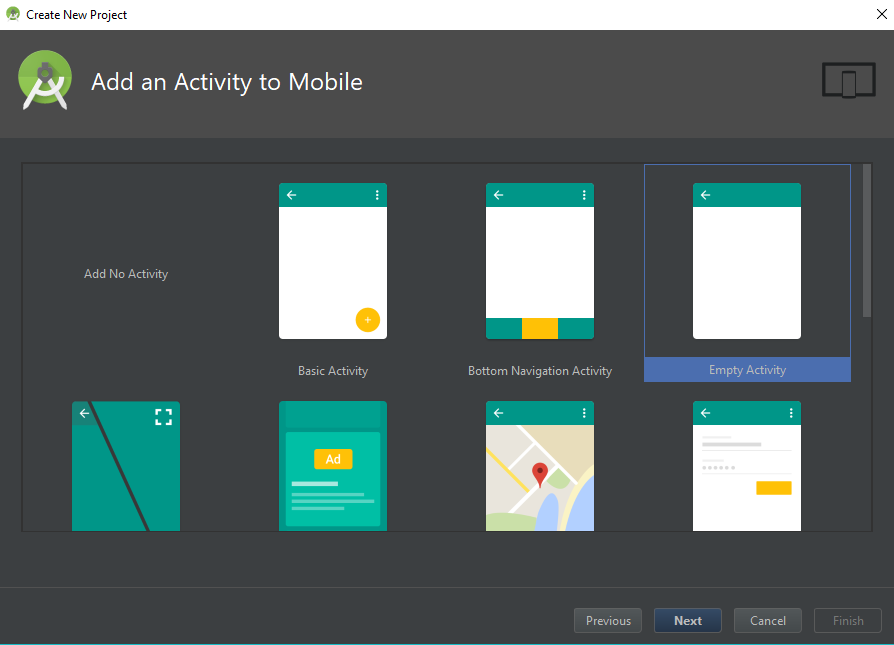 Create New Project
Add an Activity to Mobile
Add No Activity
Basic Activity
Bottom Navigation Activity
Empty Activity
Ad
Previous
Next
Cancel
Finish